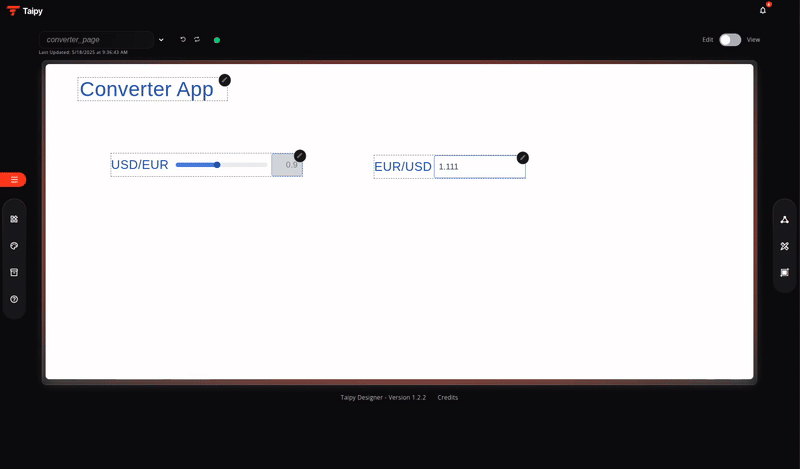 Taipy
converter_page
Last Updated: 5/18/2025 at 9:36:43 AM
Edit
View
Converter App
USD/EUR
0.9
EUR/USD
1.111
Taipy Designer - Version 1.2.2
Credits